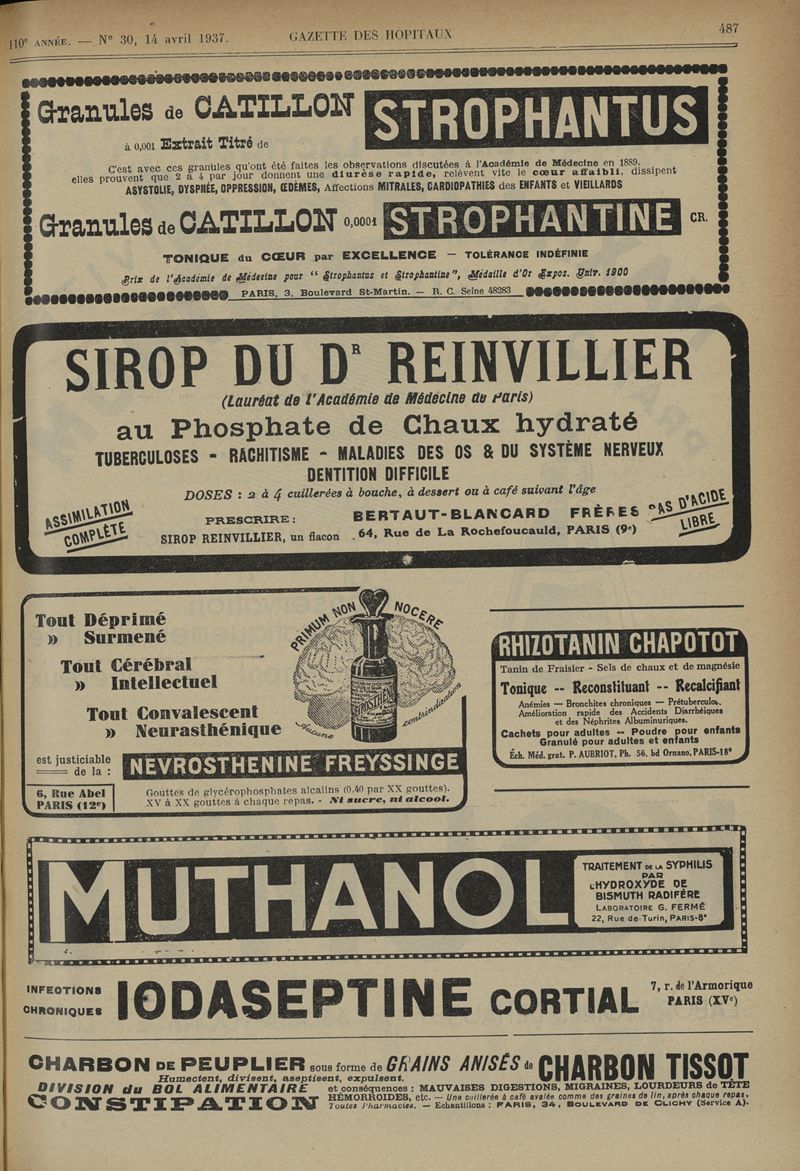 110e ANNÉE. — N° 30, 14 avril 1937.
GAZETTE DES HOPITAUX
487
Granules de CATILLON STROPHANTUS
à 0,001 Extrait Titré de
C'est avec ces granules qu'ont été faites les observations discutées à l'Académie de Médecine en 1889,
elles prouvent que 2 à 4 par jour donnent une diurèse rapide, relèvent vite le cœur affaibli, dissipent
ASYSTOLIE, DYSPNÉE, OPPRESSION, ŒDÈMES, Affections MITRALES, CARDIOPATHIES des ENFANTS et VIEILLARDS
Granules de CATILLON 0,0001 STROPHANTINE CR.
TONIQUE du CŒUR par EXCELLENCE — TOLÉRANCE INDÉFINIE
Prix de l'Académie de Médecine pour "Strophantus et Strophantine", Médaille d'Or Expos. Univ. 1900
PARIS, 3, Boulevard St-Martin. — R. C. Seine 48283
SIROP DU DR REINVILLIER
(Lauréat de l'Académie de Médecine de Paris)
au Phosphate de Chaux hydraté
TUBERCULOSES - RACHITISME - MALADIES DES OS & DU SYSTÈME NERVEUX
DENTITION DIFFICILE
DOSES : 2 à 4 cuillerées à bouche, à dessert ou à café suivant l'âge
ASSIMILATION
COMPLÈTE
PRESCRIRE :
SIROP REINVILLIER, un flacon
BERTAUT-BLANCARD FRÈRES
64, Rue de La Rochefoucauld, PARIS (9e)
PAS D'ACIDE
LIBRE
Tout Déprimé
» Surmené
Tout Cérébral
» Intellectuel
Tout Convalescent
» Neurasthénique
PRIMUM NON NOCERE
Aucune contrindication
est justiciable
de la :
NEVROSTHENINE FREYSSINGE
6, Rue Abel
PARIS (12e)
Gouttes de glycérophosphates alcalins (0.40 par XX gouttes).
XV à XX gouttes à chaque repas. - Ni sucre, ni alcool.
RHIZOTANIN CHAPOTOT
Tanin de Fraisier - Sels de chaux et de magnésie
Tonique -- Reconstituant -- Recalcifiant
Anémies — Bronchites chroniques — Prétubercules.
Amélioration rapide des Accidents Diarrhéiques
et des Néphrites Albuminuriques.
Cachets pour adultes -- Poudre pour enfants
Granulé pour adultes et enfants
Éch. Méd. grat. P. AUBRIOT, Ph. 56, bd Ornano, PARIS-18e
MUTHANOL
TRAITEMENT DE LA SYPHILIS
PAR
L'HYDROXYDE DE
BISMUTH RADIFÈRE
LABORATOIRE G. FERMÉ
22, Rue de Turin, PARIS-8e
INFECTIONS
CHRONIQUES
IODASEPTINE CORTIAL
7, r. de l'Armorique
PARIS (XVe)
CHARBON DE PEUPLIER sous forme de GRAINS ANISÉS de CHARBON TISSOT
Humectent, divisent, aseptisent, expulsent.
DIVISION du BOL ALIMENTAIRE et conséquences : MAUVAISES DIGESTIONS, MIGRAINES, LOURDEURS de TÊTE
CONSTIPATION HÉMORROIDES, etc. — Une cuillerée à café avalée comme des graines de lin, après chaque repas.
Toutes Pharmacies. — Echantillons : PARIS, 34, BOULEVARD DE CLICHY (Service A).